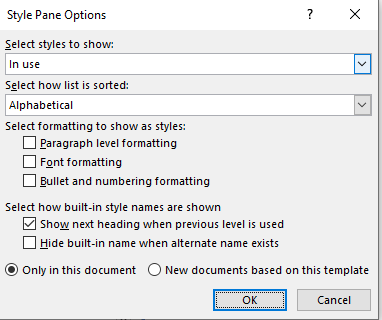 Style Pane Options
Select styles to show:
In use
Select how list is sorted:
Alphabetical
Select formatting to show as styles:
Paragraph level formatting
Font formatting
Bullet and numbering formatting
Select how built-in style names are shown
Show next heading when previous level is used
Hide built-in name when alternate name exists
Only in this document New documents based on this template
OK Cancel